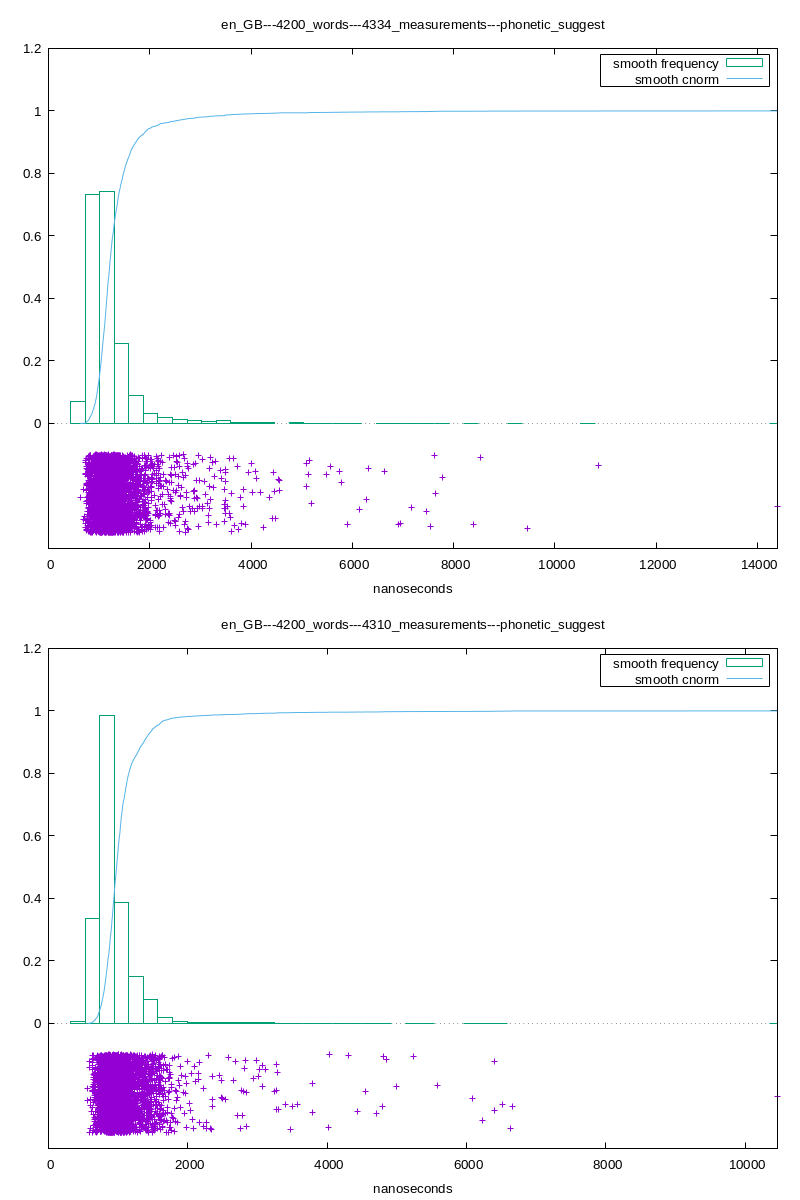 en_GB---4200_words---4334_measurements---phonetic_suggest
1.2
smooth frequency
smooth cnorm
1
0.8
0.6
0.4
0.2
0
0 2000 4000 6000 8000 10000 12000 14000
nanoseconds
en_GB---4200_words---4310_measurements---phonetic_suggest
1.2
smooth frequency
smooth cnorm
1
0.8
0.6
0.4
0.2
0
0 2000 4000 6000 8000 10000
nanoseconds